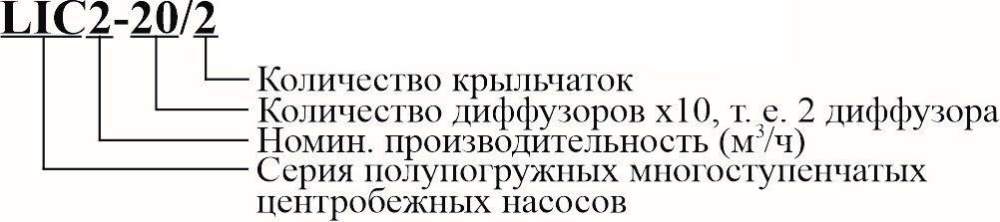 LIC2-20/2
Количество крыльчаток
Количество диффузоров x10, т. е. 2 диффузора
Номин. производительность (м³/ч)
Серия полупогружных многоступенчатых
центробежных насосов